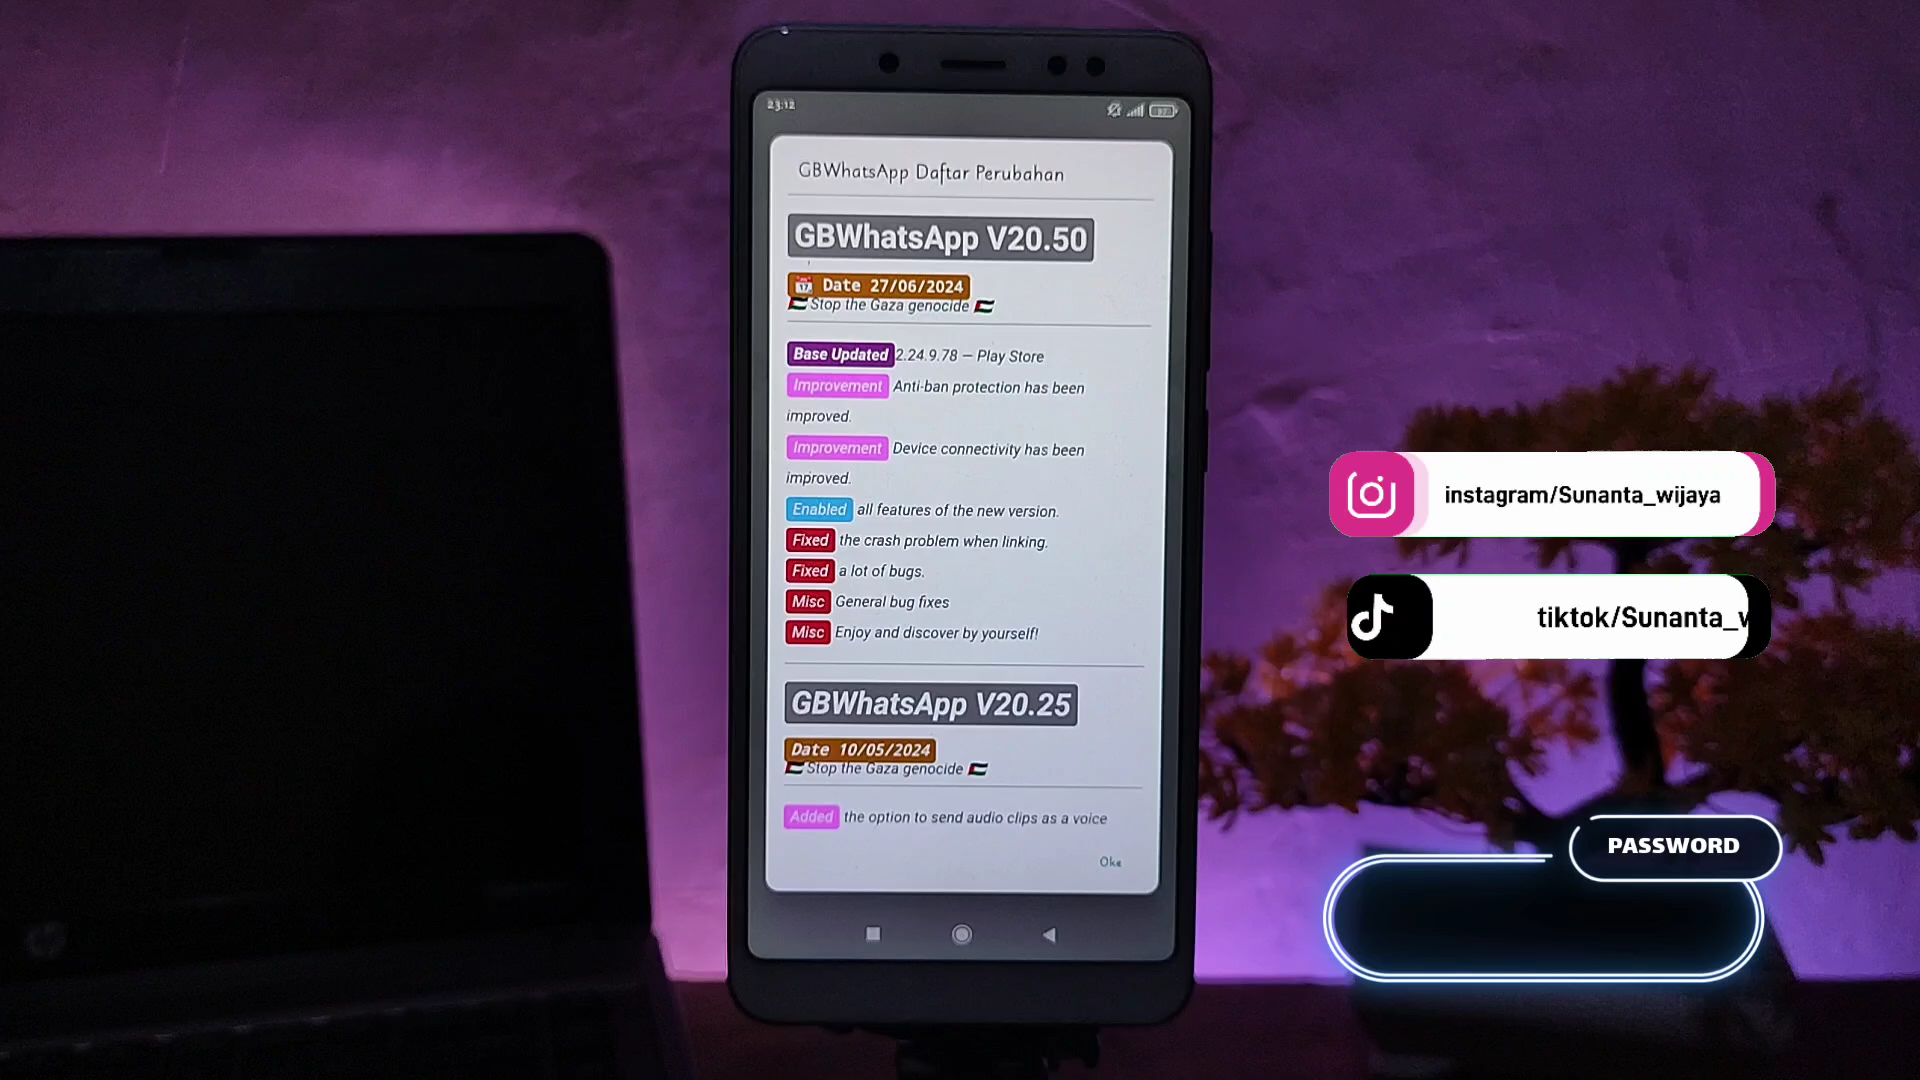 23:12
GBWhatsApp Daftar Perubahan
GBWhatsApp V20.50
📅 Date 27/06/2024
🇵🇸 Stop the Gaza genocide 🇵🇸
Base Updated 2.24.9.78 – Play Store
Improvement Anti-ban protection has been
improved.
Improvement Device connectivity has been
improved.
Enabled all features of the new version.
Fixed the crash problem when linking.
Fixed a lot of bugs.
Misc General bug fixes
Misc Enjoy and discover by yourself!
GBWhatsApp V20.25
Date 10/05/2024
🇵🇸 Stop the Gaza genocide 🇵🇸
Added the option to send audio clips as a voice
Oke
instagram/Sunanta_wijaya
tiktok/Sunanta_
PASSWORD